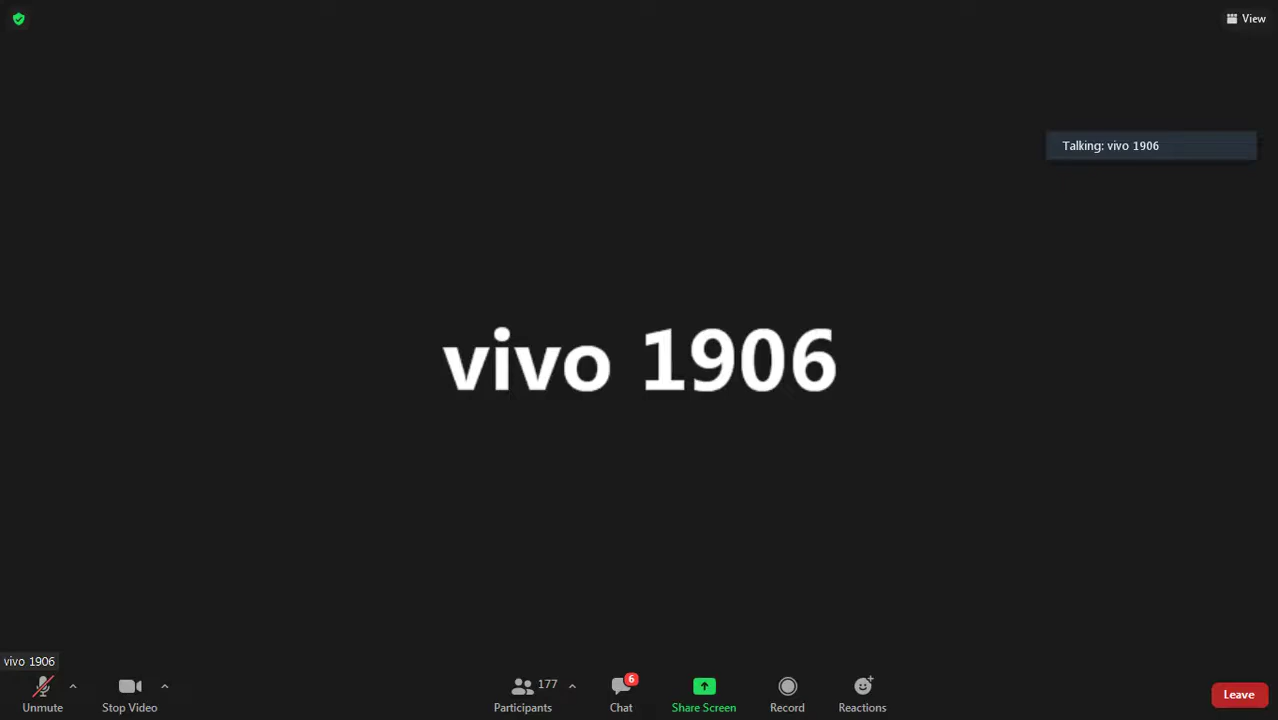 View
Talking: vivo 1906
vivo 1906
vivo 1906
Unmute
Stop Video
177
Participants
6
Chat
Share Screen
Record
Reactions
Leave